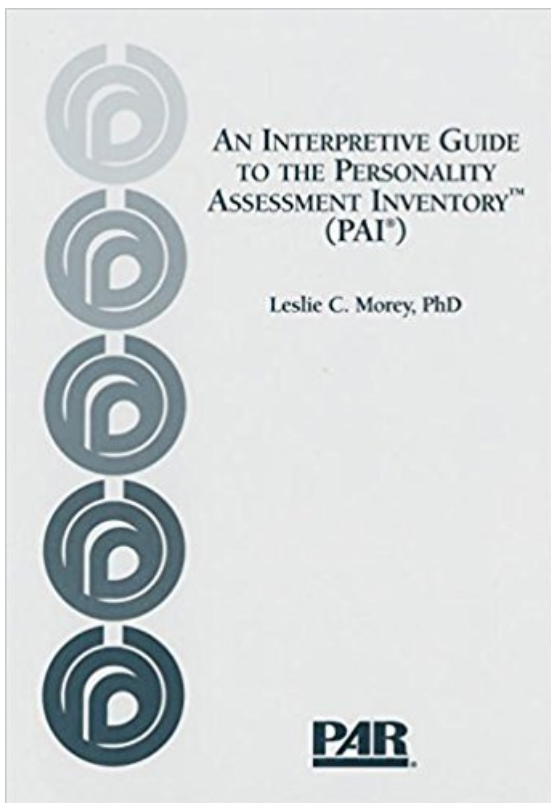 AN INTERPRETIVE GUIDE
TO THE PERSONALITY
ASSESSMENT INVENTORY™
(PAI®)
Leslie C. Morey, PhD
PAR®